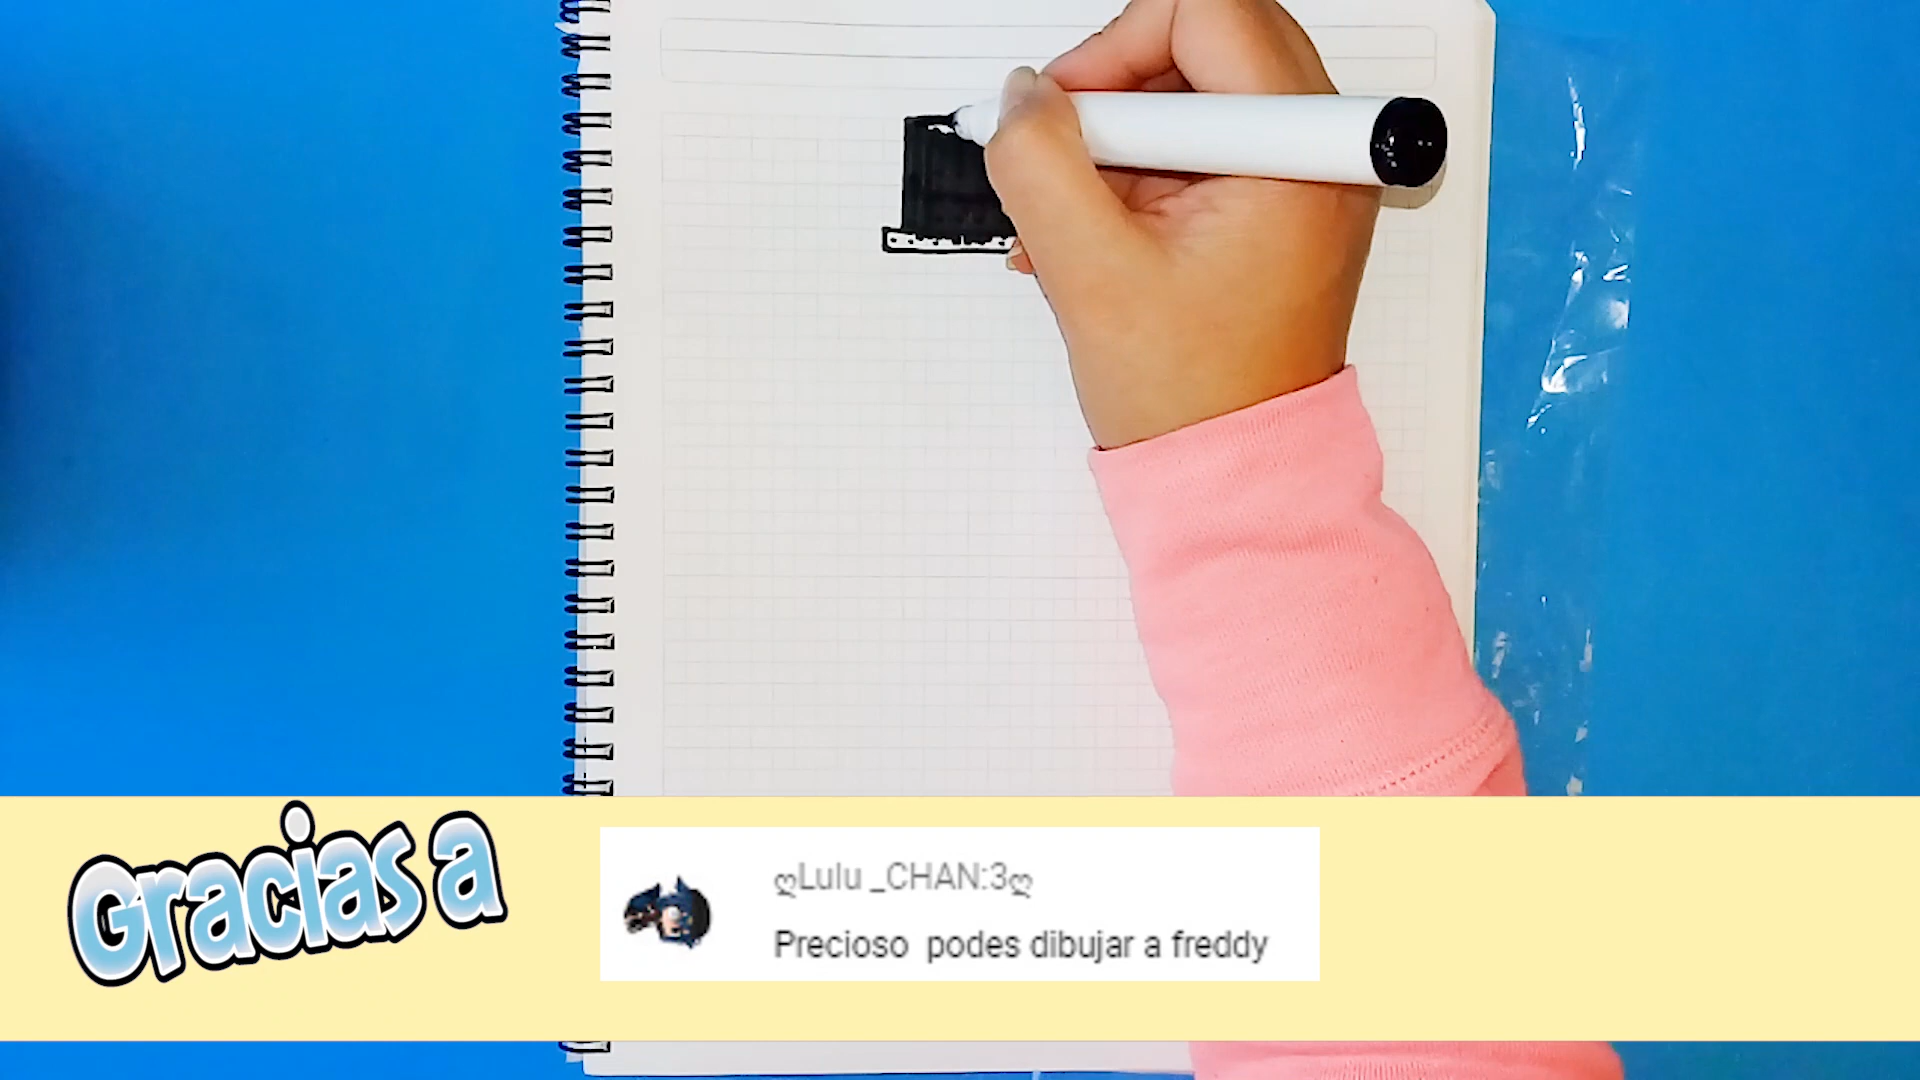 Gracias a
ღLulu _CHAN:3ღ
Precioso podes dibujar a freddy